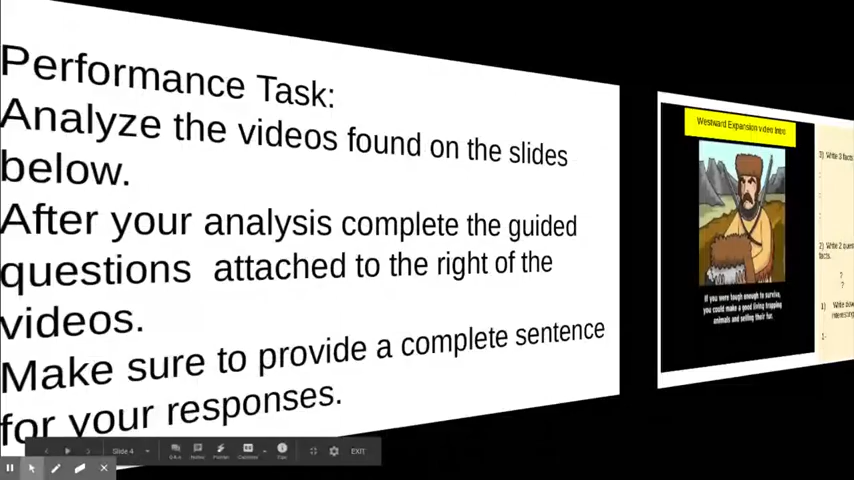 Performance Task:
Analyze the videos found on the slides
below.
After your analysis complete the guided
questions attached to the right of the
videos.
Make sure to provide a complete sentence
for your responses.
Westward Expansion video Intro
If you were tough enough to survive,
you could make a good living trapping
animals and selling their fur.
3) Write 3 facts
2) Write 2
facts.
?
?
1) Write
interesting
1-
Slide 4
EXIT